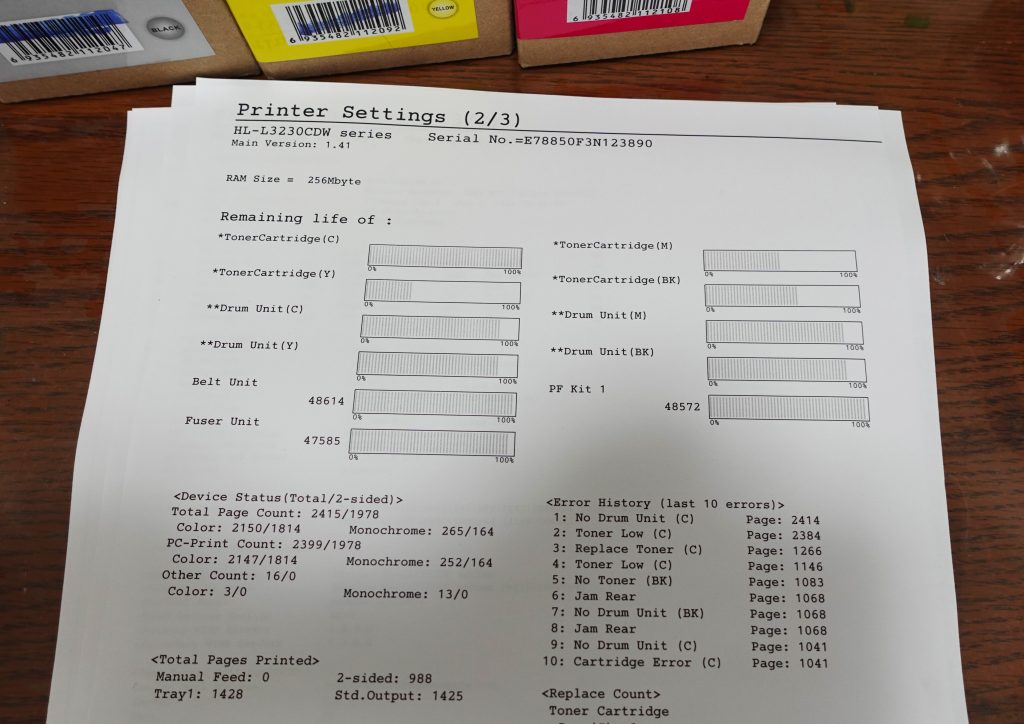 BLACK
6 935482 112047
YELLOW
6 935482 112092
6 935482 112108
Printer Settings (2/3)
HL-L3230CDW series Serial No.=E78850F3N123890
Main Version: 1.41
RAM Size = 256Mbyte
Remaining life of :
*TonerCartridge(C) *TonerCartridge(M)
0% 100% 0% 100%
*TonerCartridge(Y) *TonerCartridge(BK)
0% 100% 0% 100%
**Drum Unit(C) **Drum Unit(M)
0% 100% 0% 100%
**Drum Unit(Y) **Drum Unit(BK)
0% 100% 0% 100%
Belt Unit PF Kit 1
48614 48572
0% 100% 0% 100%
Fuser Unit
47585
0% 100%
<Device Status(Total/2-sided)>
Total Page Count: 2415/1978
Color: 2150/1814 Monochrome: 265/164
PC-Print Count: 2399/1978
Color: 2147/1814 Monochrome: 252/164
Other Count: 16/0
Color: 3/0 Monochrome: 13/0
<Total Pages Printed>
Manual Feed: 0 2-sided: 988
Tray1: 1428 Std.Output: 1425
<Error History (last 10 errors)>
1: No Drum Unit (C) Page: 2414
2: Toner Low (C) Page: 2384
3: Replace Toner (C) Page: 1266
4: Toner Low (C) Page: 1146
5: No Toner (BK) Page: 1083
6: Jam Rear Page: 1068
7: No Drum Unit (BK) Page: 1068
8: Jam Rear Page: 1068
9: No Drum Unit (C) Page: 1041
10: Cartridge Error (C) Page: 1041
<Replace Count>
Toner Cartridge